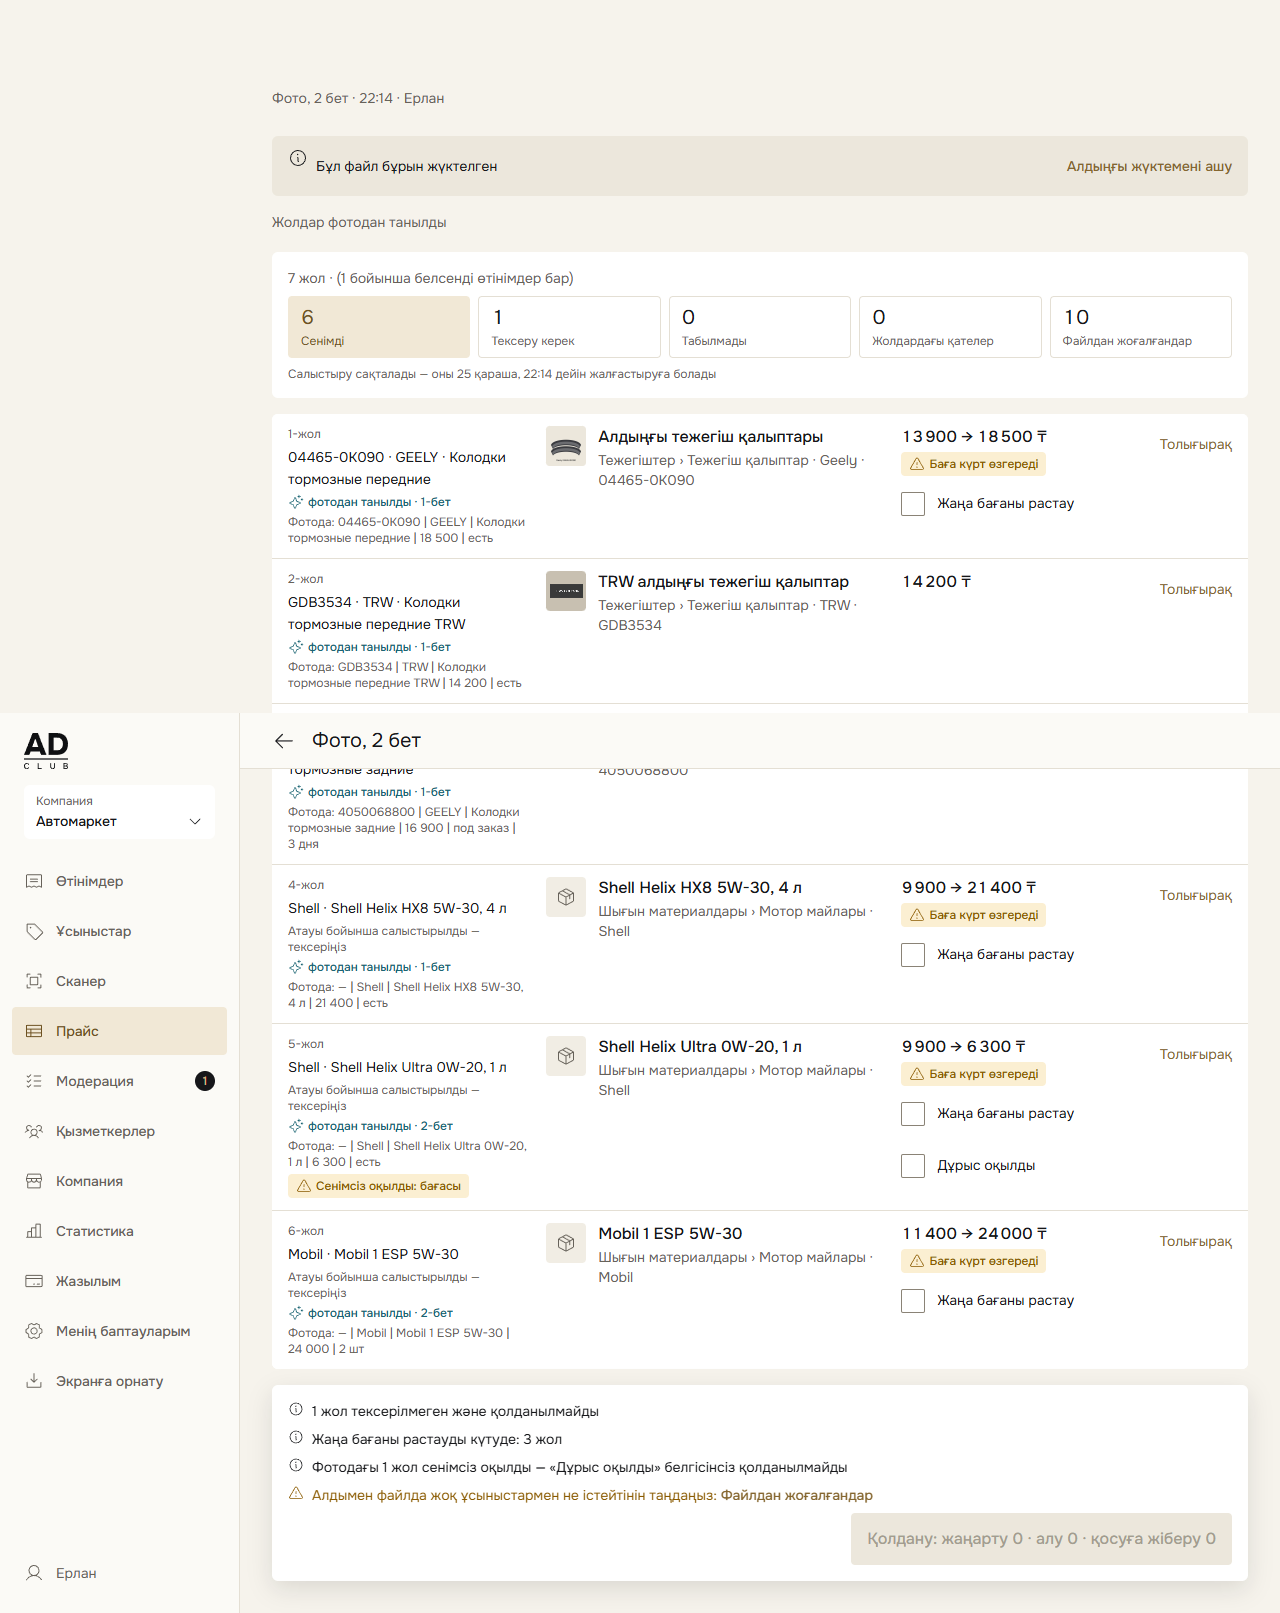 Фото, 2 бет · 22:14 · Ерлан
Бұл файл бұрын жүктелген
Алдыңғы жүктемені ашу
Жолдар фотодан танылды
7 жол · (1 бойынша белсенді өтінімдер бар)
6
Сенімді
1
Тексеру керек
0
Табылмады
0
Жолдардағы қателер
10
Файлдан жоғалғандар
Салыстыру сақталады — оны 25 қараша, 22:14 дейін жалғастыруға болады
1-жол
04465-0K090 · GEELY · Колодки
тормозные передние
фотодан танылды · 1-бет
Фотода: 04465-0K090 | GEELY | Колодки
тормозные передние | 18 500 | есть
Алдыңғы тежегіш қалыптары
Тежегіштер › Тежегіш қалыптар · Geely ·
04465-0K090
13 900 → 18 500 ₸
Баға күрт өзгереді
Жаңа бағаны растау
Толығырақ
2-жол
GDB3534 · TRW · Колодки
тормозные передние TRW
фотодан танылды · 1-бет
Фотода: GDB3534 | TRW | Колодки
тормозные передние TRW | 14 200 | есть
TRW алдыңғы тежегіш қалыптар
Тежегіштер › Тежегіш қалыптар · TRW ·
GDB3534
14 200 ₸
Толығырақ
AD
CLUB
Компания
Автомаркет
Өтінімдер
Ұсыныстар
Сканер
Прайс
Модерация
1
Қызметкерлер
Компания
Статистика
Жазылым
Менің баптауларым
Экранға орнату
Ерлан
Фото, 2 бет
тормозные задние
4050068800
фотодан танылды · 1-бет
Фотода: 4050068800 | GEELY | Колодки
тормозные задние | 16 900 | под заказ |
3 дня
4-жол
Shell · Shell Helix HX8 5W-30, 4 л
Атауы бойынша салыстырылды —
тексеріңіз
фотодан танылды · 1-бет
Фотода: — | Shell | Shell Helix HX8 5W-30,
4 л | 21 400 | есть
Shell Helix HX8 5W-30, 4 л
Шығын материалдары › Мотор майлары ·
Shell
9 900 → 21 400 ₸
Баға күрт өзгереді
Жаңа бағаны растау
Толығырақ
5-жол
Shell · Shell Helix Ultra 0W-20, 1 л
Атауы бойынша салыстырылды —
тексеріңіз
фотодан танылды · 2-бет
Фотода: — | Shell | Shell Helix Ultra 0W-20,
1 л | 6 300 | есть
Сенімсіз оқылды: бағасы
Shell Helix Ultra 0W-20, 1 л
Шығын материалдары › Мотор майлары ·
Shell
9 900 → 6 300 ₸
Баға күрт өзгереді
Жаңа бағаны растау
Дұрыс оқылды
Толығырақ
6-жол
Mobil · Mobil 1 ESP 5W-30
Атауы бойынша салыстырылды —
тексеріңіз
фотодан танылды · 2-бет
Фотода: — | Mobil | Mobil 1 ESP 5W-30 |
24 000 | 2 шт
Mobil 1 ESP 5W-30
Шығын материалдары › Мотор майлары ·
Mobil
11 400 → 24 000 ₸
Баға күрт өзгереді
Жаңа бағаны растау
Толығырақ
1 жол тексерілмеген және қолданылмайды
Жаңа бағаны растауды күтуде: 3 жол
Фотодағы 1 жол сенімсіз оқылды — «Дұрыс оқылды» белгісінсіз қолданылмайды
Алдымен файлда жоқ ұсыныстармен не істейтінін таңдаңыз: Файлдан жоғалғандар
Қолдану: жаңарту 0 · алу 0 · қосуға жіберу 0